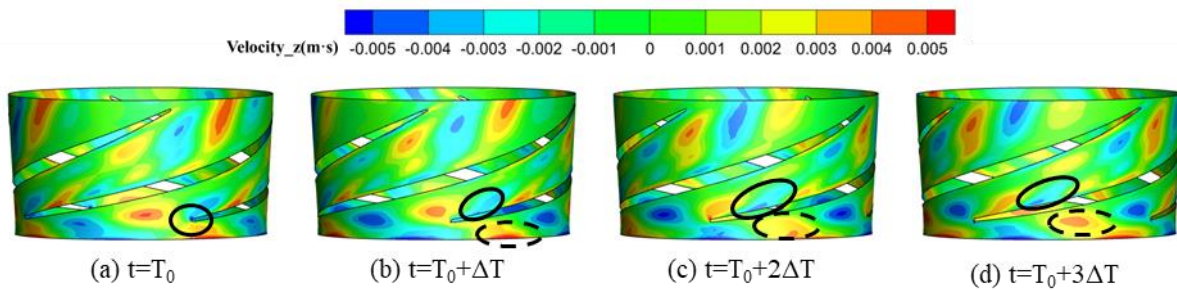 Velocity_z(m·s) -0.005 -0.004 -0.003 -0.002 -0.001 0 0.001 0.002 0.003 0.004 0.005
(a) t=T₀ (b) t=T₀+ΔT (c) t=T₀+2ΔT (d) t=T₀+3ΔT